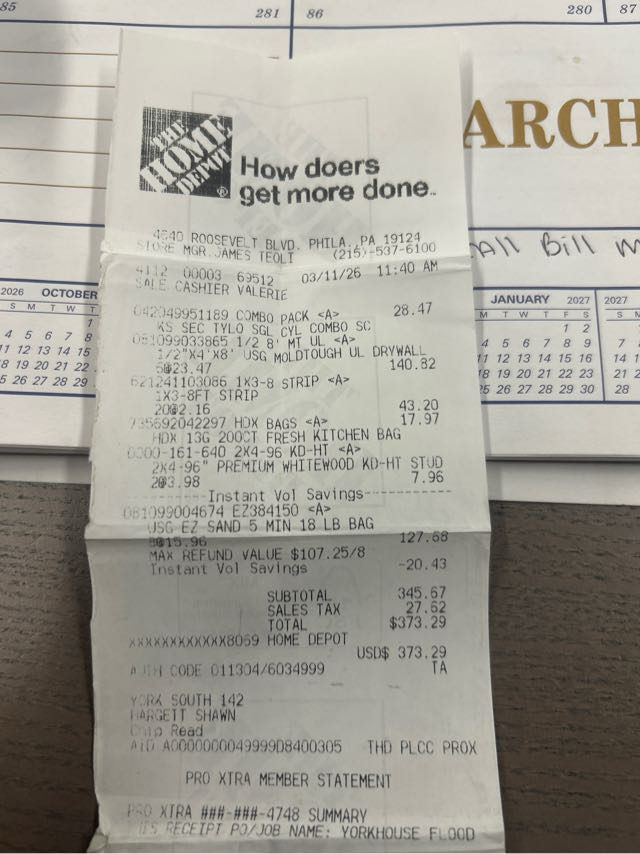 85
281
86
280
87
ARCH
All Bill M
2026 OCTOBER
S M T W T
1
4 5 6 7 8
11 12 13 14 15
18 19 20 21 22
25 26 27 28 29
JANUARY 2027
M T W T F S
1 2
4 5 6 7 8 9
11 12 13 14 15 16
18 19 20 21 22 23
25 26 27 28 29 30
2027
S M
7
14 1
21 2
28
THE HOME DEPOT ®
How doers
get more done™
4640 ROOSEVELT BLVD. PHILA,PA 19124
STORE MGR.JAMES TEOLI (215)-537-6100
4112 00003 69512 03/11/26 11:40 AM
SALE CASHIER VALERIE
042049951189 COMBO PACK <A> 28.47
KS SEC TYLO SGL CYL COMBO SC
081099033865 1/2 8' MT UL <A>
1/2"X4'X8' USG MOLDTOUGH UL DRYWALL
6@23.47 140.82
621241103086 1X3-8 STRIP <A>
1X3-8FT STRIP
20@2.16 43.20
735692042297 HDX BAGS <A> 17.97
HDX 13G 200CT FRESH KITCHEN BAG
0000-161-640 2X4-96 KD-HT <A>
2X4-96" PREMIUM WHITEWOOD KD-HT STUD
2@3.98 7.96
----------Instant Vol Savings----------
081099004674 EZ384150 <A>
USG EZ SAND 5 MIN 18 LB BAG
8@15.96 127.68
MAX REFUND VALUE $107.25/8
Instant Vol Savings -20.43
SUBTOTAL 345.67
SALES TAX 27.62
TOTAL $373.29
XXXXXXXXXXXX8059 HOME DEPOT
USD$ 373.29
AUTH CODE 011304/6034999 TA
YORK SOUTH 142
HARGETT SHAWN
Chip Read
AID A0000000049999D8400305 THD PLCC PROX
PRO XTRA MEMBER STATEMENT
PRO XTRA ###-###-4748 SUMMARY
THIS RECEIPT PO/JOB NAME: YORKHOUSE FLOOD